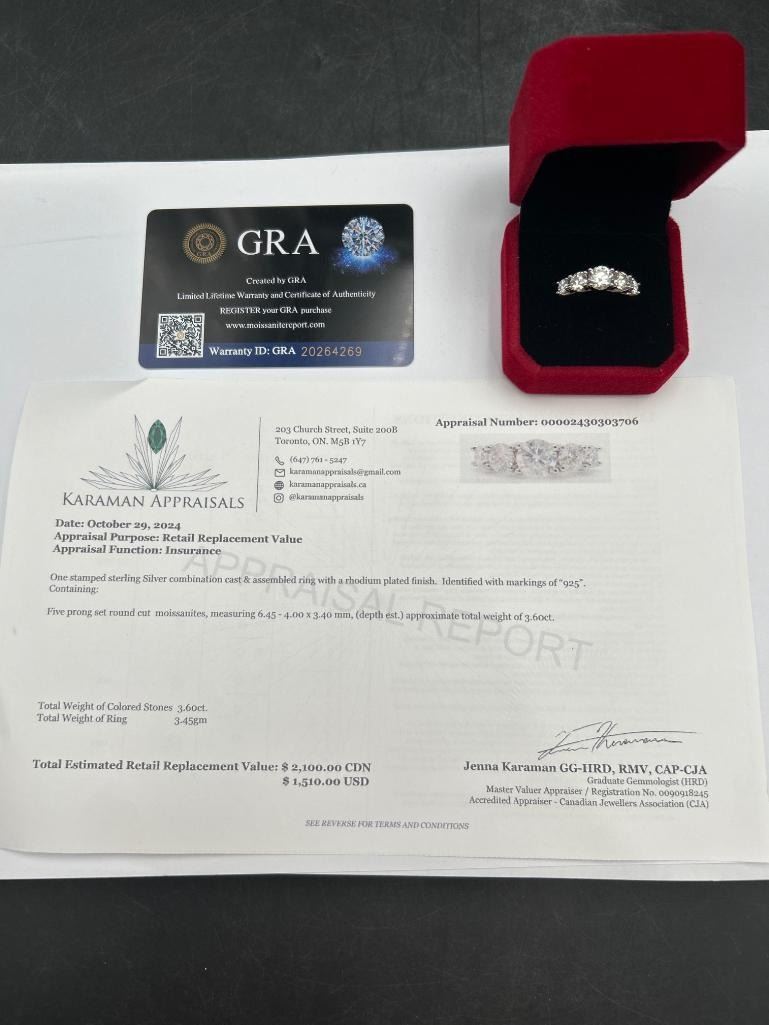 GRA
GRA
Created by GRA
Limited Lifetime Warranty and Certificate of Authenticity
REGISTER your GRA purchase
www.moissanitereport.com
Warranty ID: GRA 20264269
KARAMAN APPRAISALS
203 Church Street, Suite 200B
Toronto, ON. M5B 1Y7
(647) 761 - 5247
karamanappraisals@gmail.com
karamanappraisals.ca
@karamanappraisals
Appraisal Number: 00002430303706
Date: October 29, 2024
Appraisal Purpose: Retail Replacement Value
Appraisal Function: Insurance
APPRAISAL REPORT
One stamped sterling Silver combination cast & assembled ring with a rhodium plated finish. Identified with markings of "925".
Containing:
Five prong set round cut moissanites, measuring 6.45 - 4.00 x 3.40 mm, (depth est.) approximate total weight of 3.60ct.
Total Weight of Colored Stones 3.60ct.
Total Weight of Ring 3.45gm
Total Estimated Retail Replacement Value: $ 2,100.00 CDN
$ 1,510.00 USD
Jenna Karaman GG-HRD, RMV, CAP-CJA
Graduate Gemmologist (HRD)
Master Valuer Appraiser / Registration No. 0090918245
Accredited Appraiser - Canadian Jewellers Association (CJA)
SEE REVERSE FOR TERMS AND CONDITIONS